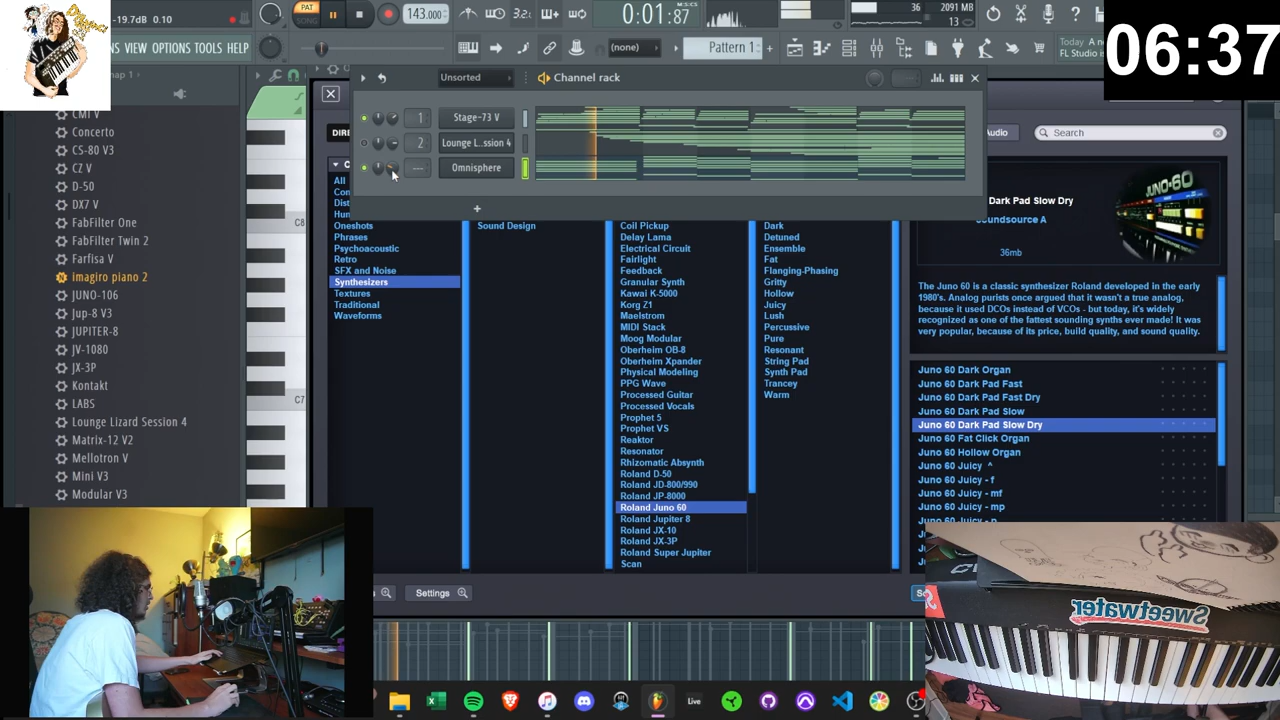 -19.7dB 0.10
PAT
SONG
143.000
3.2:
0:01:87
36
2091 MB
13
VIEW OPTIONS TOOLS HELP
(none)
Pattern 1
Today
FL Studio
06:37
Unsorted
Channel rack
1
Stage-73 V
2
Lounge L..ssion 4
---
Omnisphere
+
Audio
Search
CMI V
Concerto
CS-80 V3
CZ V
D-50
DX7 V
FabFilter One
FabFilter Twin 2
Farfisa V
imagiro piano 2
JUNO-106
Jup-8 V3
JUPITER-8
JV-1080
JX-3P
Kontakt
LABS
Lounge Lizard Session 4
Matrix-12 V2
Mellotron V
Mini V3
Modular V3
C8
C7
All
Oneshots
Phrases
Psychoacoustic
Retro
SFX and Noise
Synthesizers
Textures
Traditional
Waveforms
Sound Design
Coil Pickup
Delay Lama
Electrical Circuit
Fairlight
Feedback
Granular Synth
Kawai K-5000
Korg Z1
Maelstrom
MIDI Stack
Moog Modular
Oberheim OB-8
Oberheim Xpander
Physical Modeling
PPG Wave
Processed Guitar
Processed Vocals
Prophet 5
Prophet VS
Reaktor
Resonator
Rhizomatic Absynth
Roland D-50
Roland JD-800/990
Roland JP-8000
Roland Juno 60
Roland Jupiter 8
Roland JX-10
Roland JX-3P
Roland Super Jupiter
Scan
Dark
Detuned
Ensemble
Fat
Flanging-Phasing
Gritty
Hollow
Juicy
Lush
Percussive
Pure
Resonant
String Pad
Synth Pad
Trancey
Warm
Dark Pad Slow Dry
36mb
JUNO-60
The Juno 60 is a classic synthesizer Roland developed in the early
1980's. Analog purists once argued that it wasn't a true analog,
because it used DCOs instead of VCOs - but today, it's widely
recognized as one of the fattest sounding synths ever made! It
was very popular, because of its price, build quality, and sound quality.
Juno 60 Dark Organ
Juno 60 Dark Pad Fast
Juno 60 Dark Pad Fast Dry
Juno 60 Dark Pad Slow
Juno 60 Dark Pad Slow Dry
Juno 60 Fat Click Organ
Juno 60 Hollow Organ
Juno 60 Juicy ^
Juno 60 Juicy - f
Juno 60 Juicy - mf
Juno 60 Juicy - mp
Settings
Live
Sweetwater